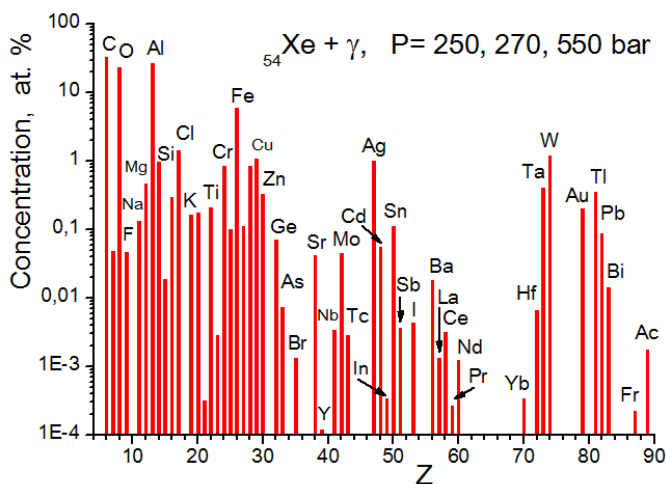 54Xe + γ, P= 250, 270, 550 bar
Concentration, at. %
100
10
1
0,1
0,01
1E-3
1E-4
C O Al
Fe
Si Cl
Mg
Na
F
K Ti
Cr
Cu
Zn
Ge
As
Br
Sr
Y
Nb
Mo
Tc
Ag
Cd
In
Sn
Sb
I
Ba
La
Ce
Pr
Nd
Yb
Hf
Ta
W
Au
Tl
Pb
Bi
Fr
Ac
10 20 30 40 50 60 70 80 90
Z